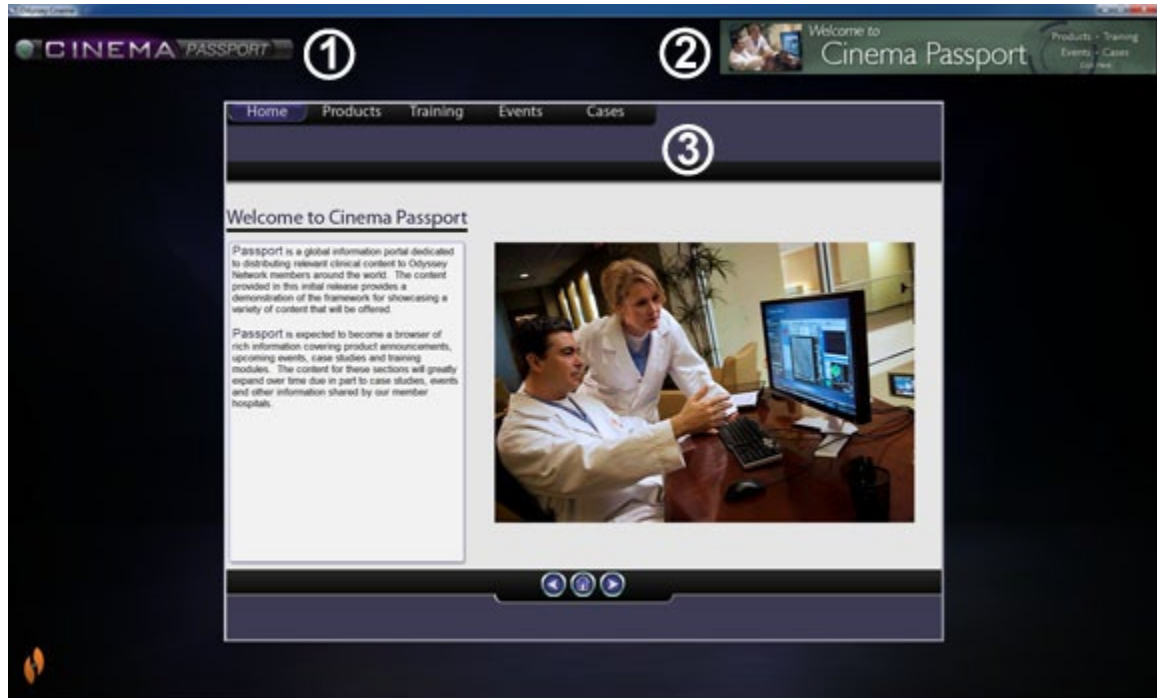 Odyssey Cinema
CINEMA PASSPORT
1
2
Welcome to
Cinema Passport
Products - Training
Events - Cases
Click Here
Home Products Training Events Cases
3
Welcome to Cinema Passport
Passport is a global information portal dedicated
to distributing relevant clinical content to Odyssey
Network members around the world. The content
provided in this initial release provides a
demonstration of the framework for showcasing a
variety of content that will be offered.
Passport is expected to become a browser of
rich information covering product announcements,
upcoming events, case studies and training
modules. The content for these sections will greatly
expand over time due in part to case studies, events
and other information shared by our member
hospitals.